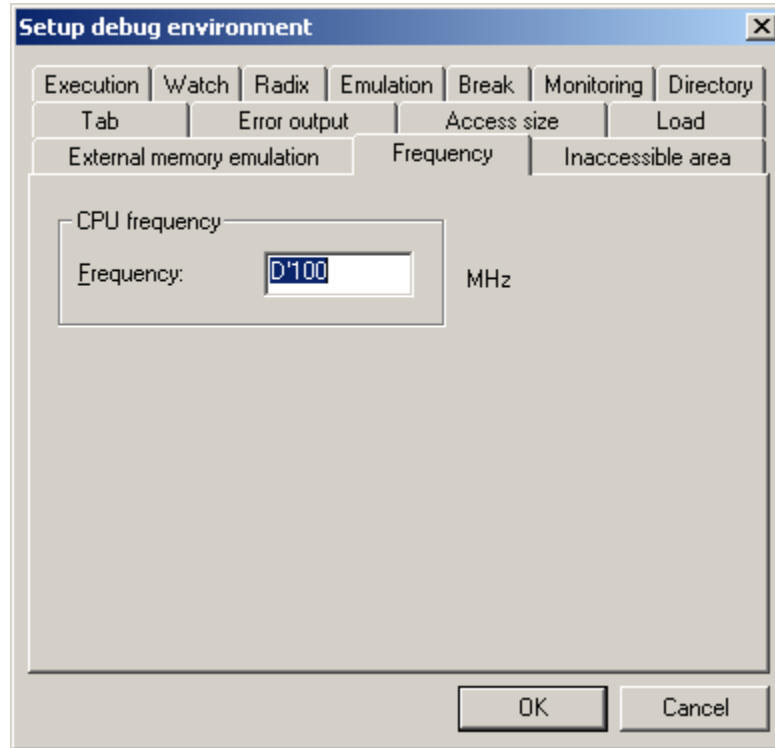 Setup debug environment
Execution Watch Radix Emulation Break Monitoring Directory
Tab Error output Access size Load
External memory emulation Frequency Inaccessible area
CPU frequency
Frequency: D'100 MHz
OK Cancel